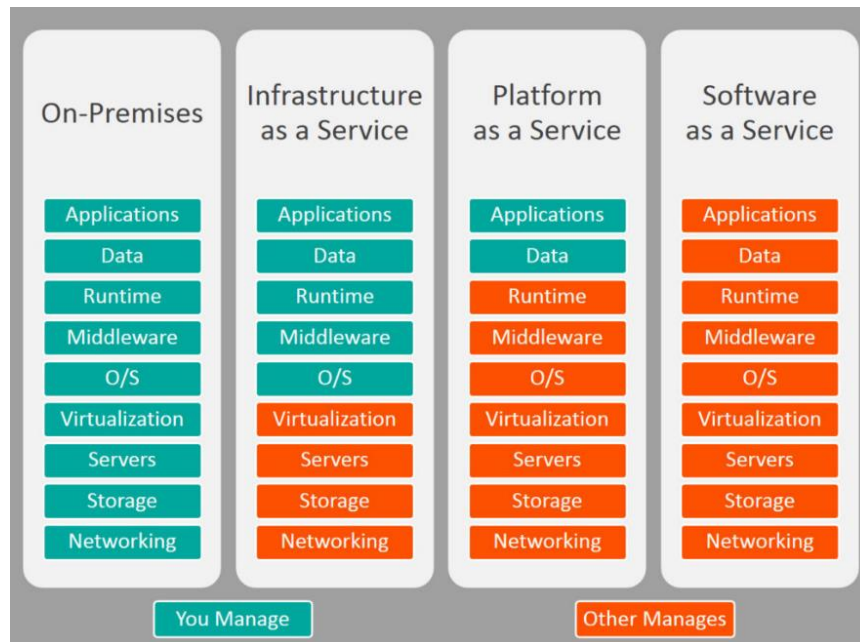 On-Premises
Applications
Data
Runtime
Middleware
O/S
Virtualization
Servers
Storage
Networking
Infrastructure
as a Service
Applications
Data
Runtime
Middleware
O/S
Virtualization
Servers
Storage
Networking
Platform
as a Service
Applications
Data
Runtime
Middleware
O/S
Virtualization
Servers
Storage
Networking
Software
as a Service
Applications
Data
Runtime
Middleware
O/S
Virtualization
Servers
Storage
Networking
You Manage
Other Manages